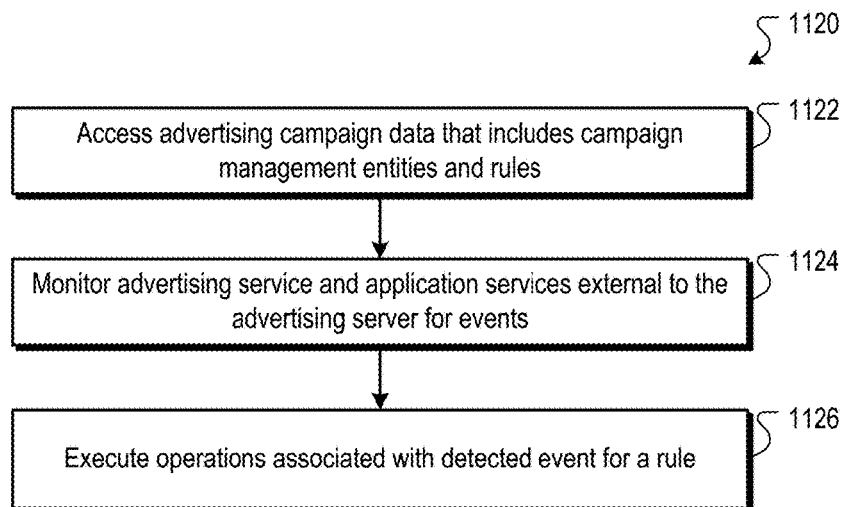 1120
1122
Access advertising campaign data that includes campaign
management entities and rules
1124
Monitor advertising service and application services external to the
advertising server for events
1126
Execute operations associated with detected event for a rule